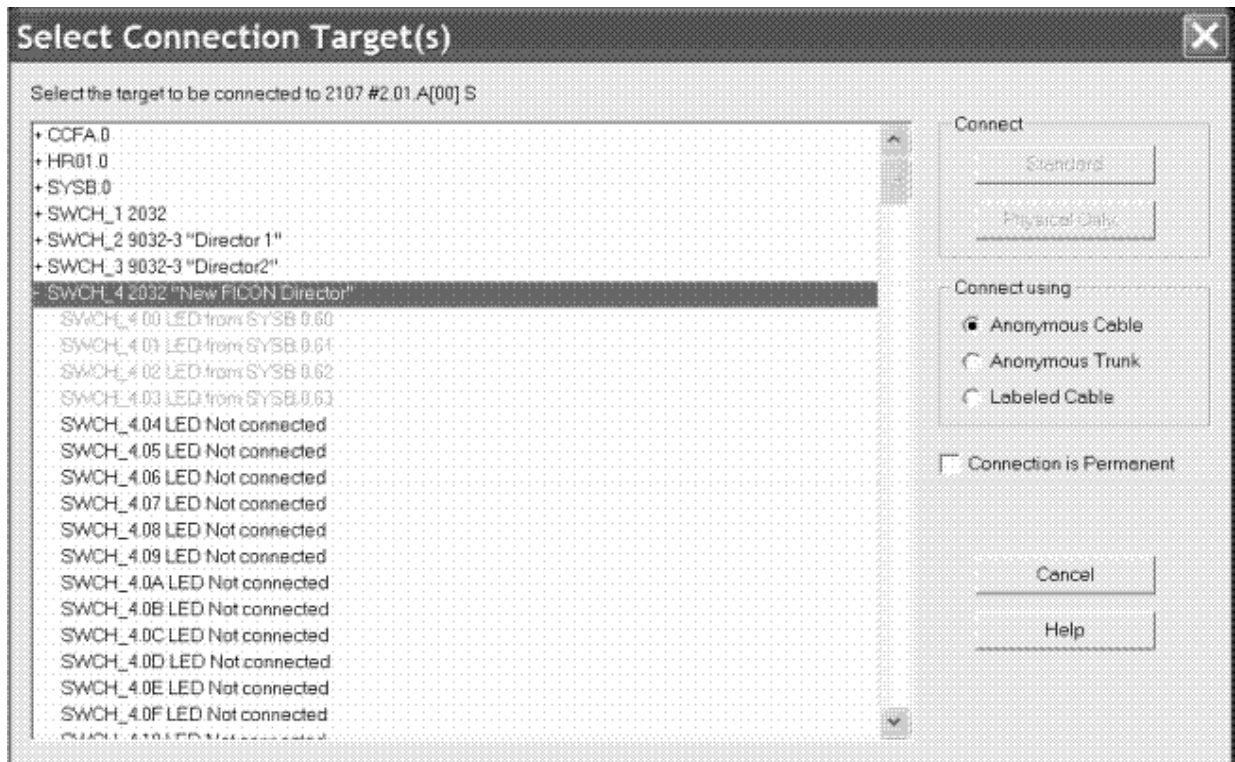 Select Connection Target(s)
Select the target to be connected to 2107 #2.01.A[00] S
+ CCFA.0
+ HR01.0
+ SYSB.0
+ SWCH_1 2032
+ SWCH_2 9032-3 "Director 1"
+ SWCH_3 9032-3 "Director2"
- SWCH_4 2032 "New FICON Director"
SWCH_4.00 LED from SYSB.0.60
SWCH_4.01 LED from SYSB.0.61
SWCH_4.02 LED from SYSB.0.62
SWCH_4.03 LED from SYSB.0.63
SWCH_4.04 LED Not connected
SWCH_4.05 LED Not connected
SWCH_4.06 LED Not connected
SWCH_4.07 LED Not connected
SWCH_4.08 LED Not connected
SWCH_4.09 LED Not connected
SWCH_4.0A LED Not connected
SWCH_4.0B LED Not connected
SWCH_4.0C LED Not connected
SWCH_4.0D LED Not connected
SWCH_4.0E LED Not connected
SWCH_4.0F LED Not connected
SWCH_4.10 LED Not connected
Connect
Standard
Physical Only.
Connect using
Anonymous Cable
Anonymous Trunk
Labeled Cable
Connection is Permanent
Cancel
Help